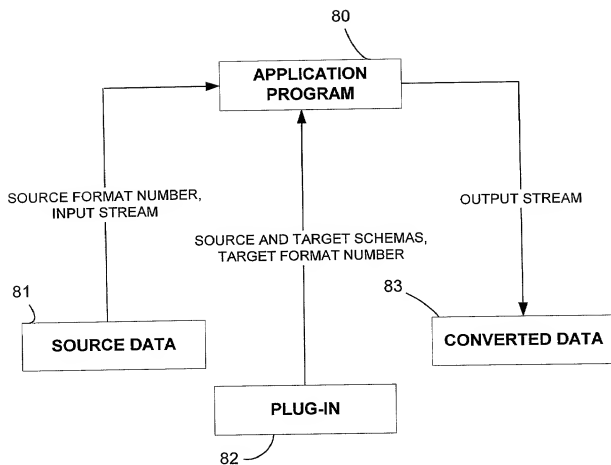 80
APPLICATION
PROGRAM
SOURCE FORMAT NUMBER,
INPUT STREAM
OUTPUT STREAM
SOURCE AND TARGET SCHEMAS,
TARGET FORMAT NUMBER
81
83
SOURCE DATA
CONVERTED DATA
PLUG-IN
82